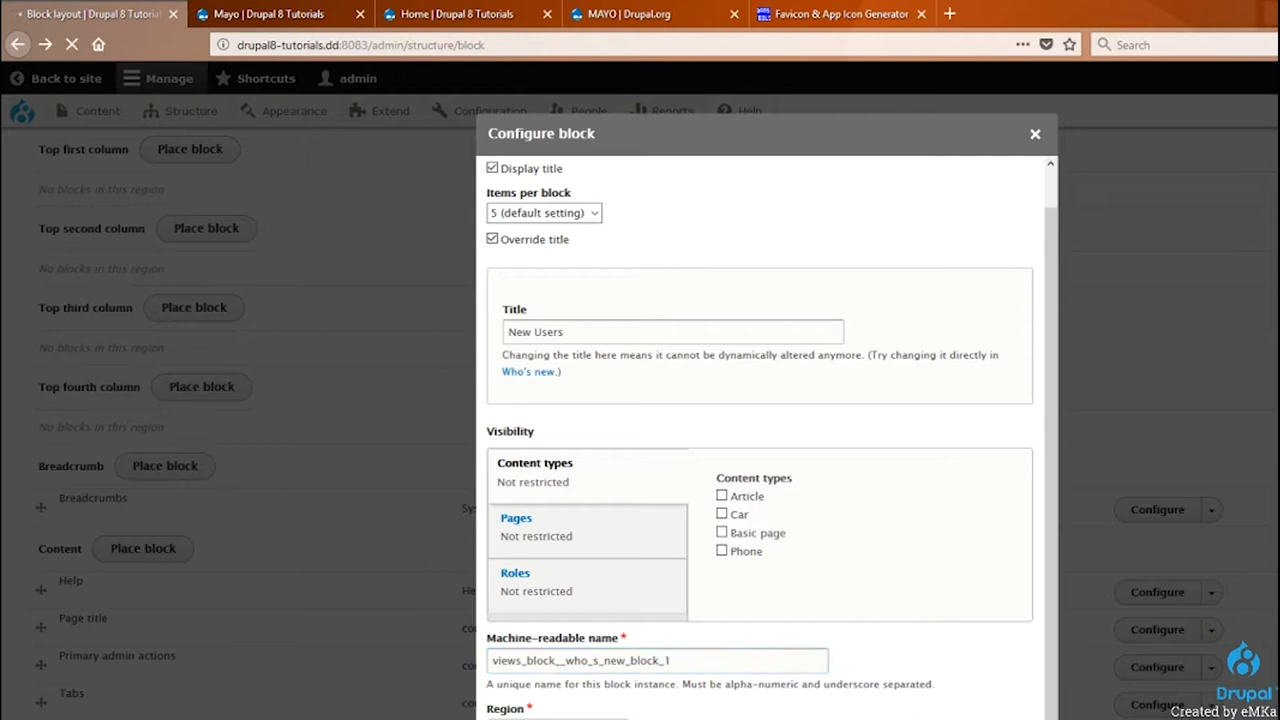 Block layout | Drupal 8 Tutoria
Mayo | Drupal 8 Tutorials
Home | Drupal 8 Tutorials
MAYO | Drupal.org
Favicon & App Icon Generator
drupal8-tutorials.dd:8083/admin/structure/block
Search
Back to site
Manage
Shortcuts
admin
Content
Structure
Appearance
Extend
Configuration
People
Reports
Help
Configure block
Top first column
Place block
No blocks in this region
Top second column
Place block
No blocks in this region
Top third column
Place block
No blocks in this region
Top fourth column
Place block
No blocks in this region
Breadcrumb
Place block
Breadcrumbs
Sys
Configure
Content
Place block
Help
He
Configure
Page title
co
Configure
Primary admin actions
co
Configure
Tabs
co
Configure
Display title
Items per block
5 (default setting)
Override title
Title
New Users
Changing the title here means it cannot be dynamically altered anymore. (Try changing it directly in
Who's new.)
Visibility
Content types
Not restricted
Pages
Not restricted
Roles
Not restricted
Content types
Article
Car
Basic page
Phone
Machine-readable name *
views_block__who_s_new_block_1
A unique name for this block instance. Must be alpha-numeric and underscore separated.
Region *
Drupal
Created by eMKa